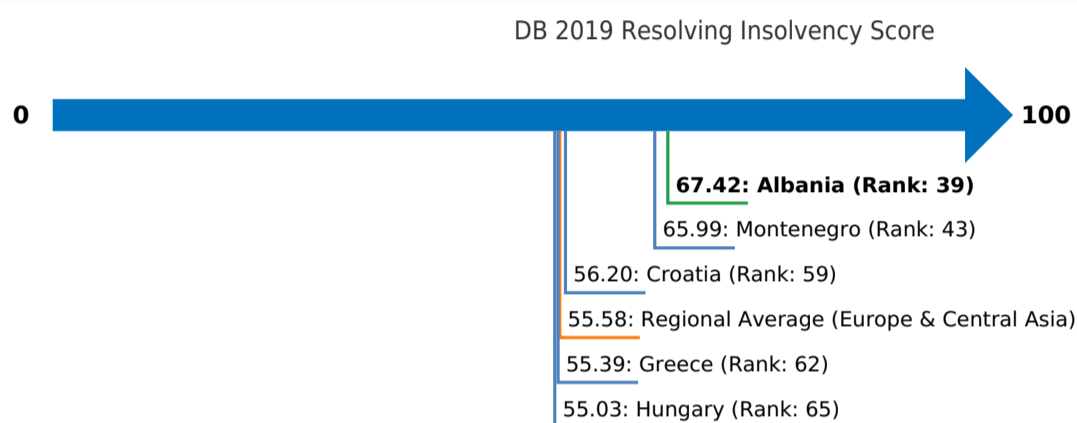 DB 2019 Resolving Insolvency Score
0
100
67.42: Albania (Rank: 39)
65.99: Montenegro (Rank: 43)
56.20: Croatia (Rank: 59)
55.58: Regional Average (Europe & Central Asia)
55.39: Greece (Rank: 62)
55.03: Hungary (Rank: 65)